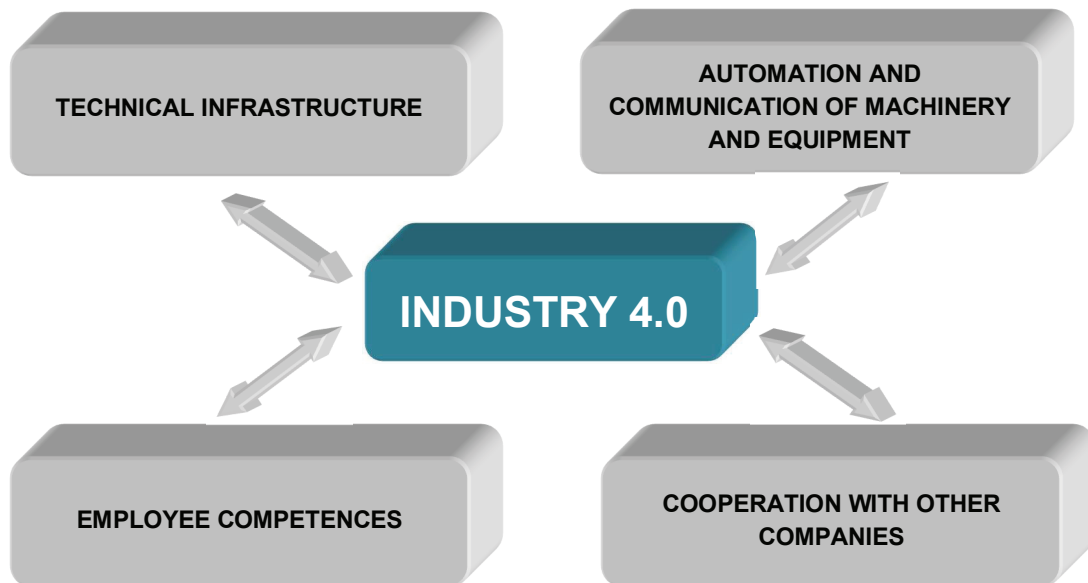 TECHNICAL INFRASTRUCTURE
AUTOMATION AND
COMMUNICATION OF MACHINERY
AND EQUIPMENT
INDUSTRY 4.0
EMPLOYEE COMPETENCES
COOPERATION WITH OTHER
COMPANIES